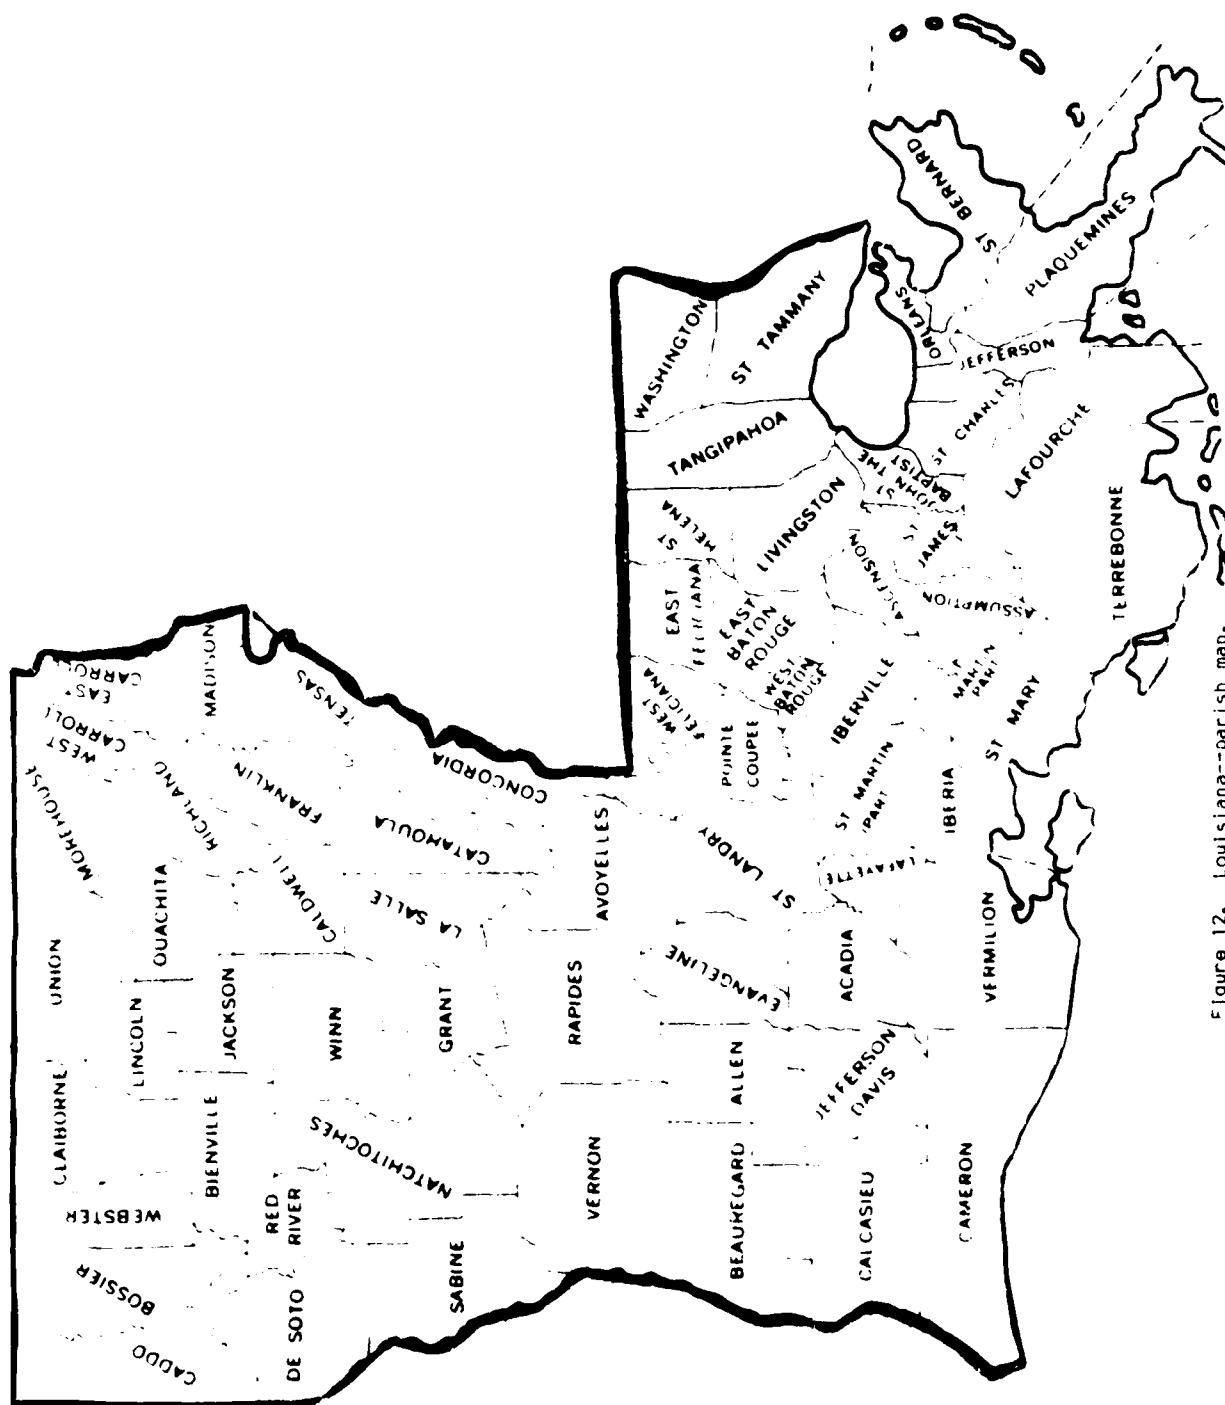 CADDO
BOSSIER
WEBSTER
CLAIBORNE
UNION
MOREHOUSE
WEST
CARROLL
EAST
CARROLL
LINCOLN
OUACHITA
RICHLAND
MADISON
BIENVILLE
JACKSON
FRANKLIN
TENSAS
DE SOTO
RED
RIVER
WINN
CALDWELL
CATAHOULA
CONCORDIA
NATCHITOCHES
GRANT
LA SALLE
SABINE
VERNON
RAPIDES
AVOYELLES
BEAUREGARD
ALLEN
EVANGELINE
ST LANDRY
POINTE
COUPEE
WEST
FELICIANA
EAST
FELICIANA
ST
HELENA
TANGIPAHOA
WASHINGTON
ST TAMMANY
EAST
BATON
ROUGE
WEST
BATON
ROUGE
LIVINGSTON
CALCASIEU
JEFFERSON
DAVIS
ACADIA
LAFAYETTE
ST MARTIN
PART
IBERVILLE
ASCENSION
ST
JAMES
ST
JOHN THE
BAPTIST
ST CHARLES
ORLEANS
JEFFERSON
ST BERNARD
PLAQUEMINES
CAMERON
VERMILION
IBERIA
ST
MARTIN
PART
ST MARY
ASSUMPTION
LAFOURCHE
TERREBONNE
Figure 12. Louisiana--parish map.